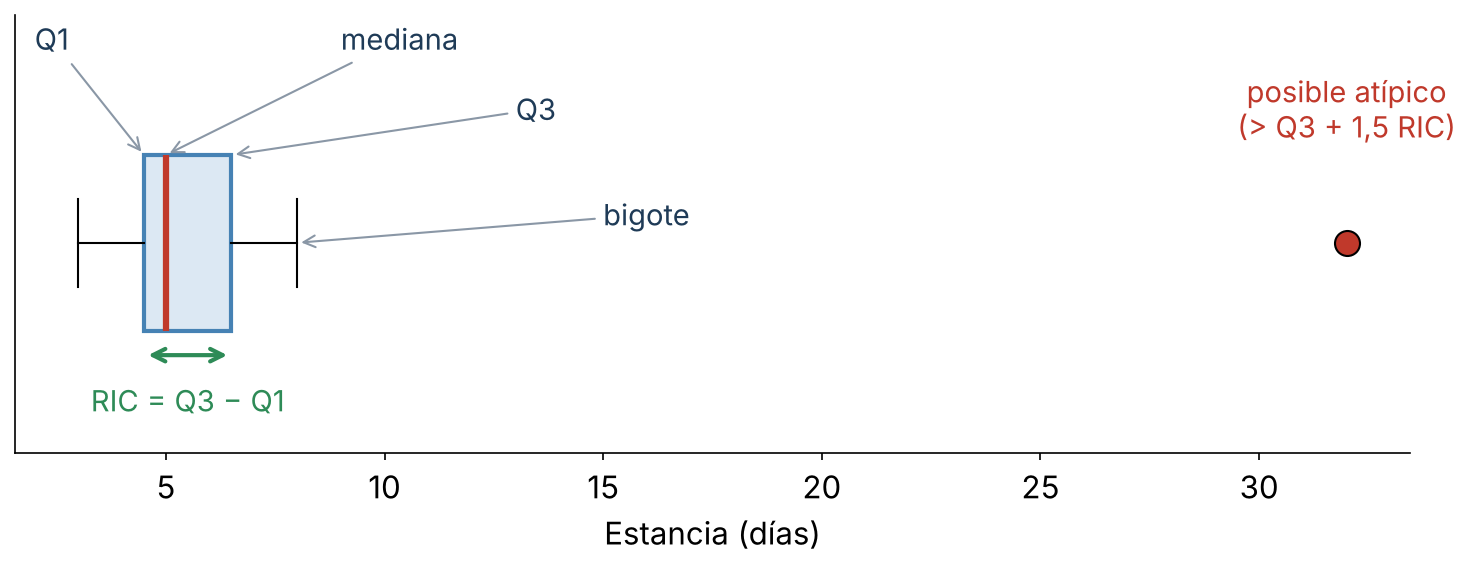 Q1
mediana
Q3
posible atípico
(> Q3 + 1,5 RIC)
bigote
RIC = Q3 − Q1
5
10
15
20
25
30
Estancia (días)